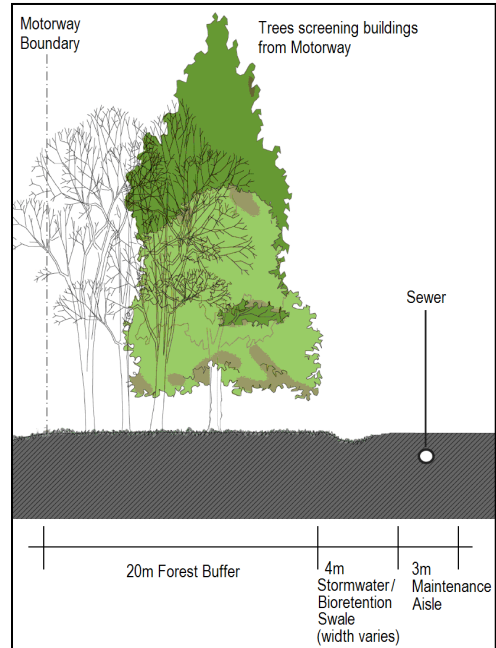 Motorway
Boundary
Trees screening buildings
from Motorway
Sewer
20m Forest Buffer
4m
Stormwater/
Bioretention
Swale
(width varies)
3m
Maintenance
Aisle